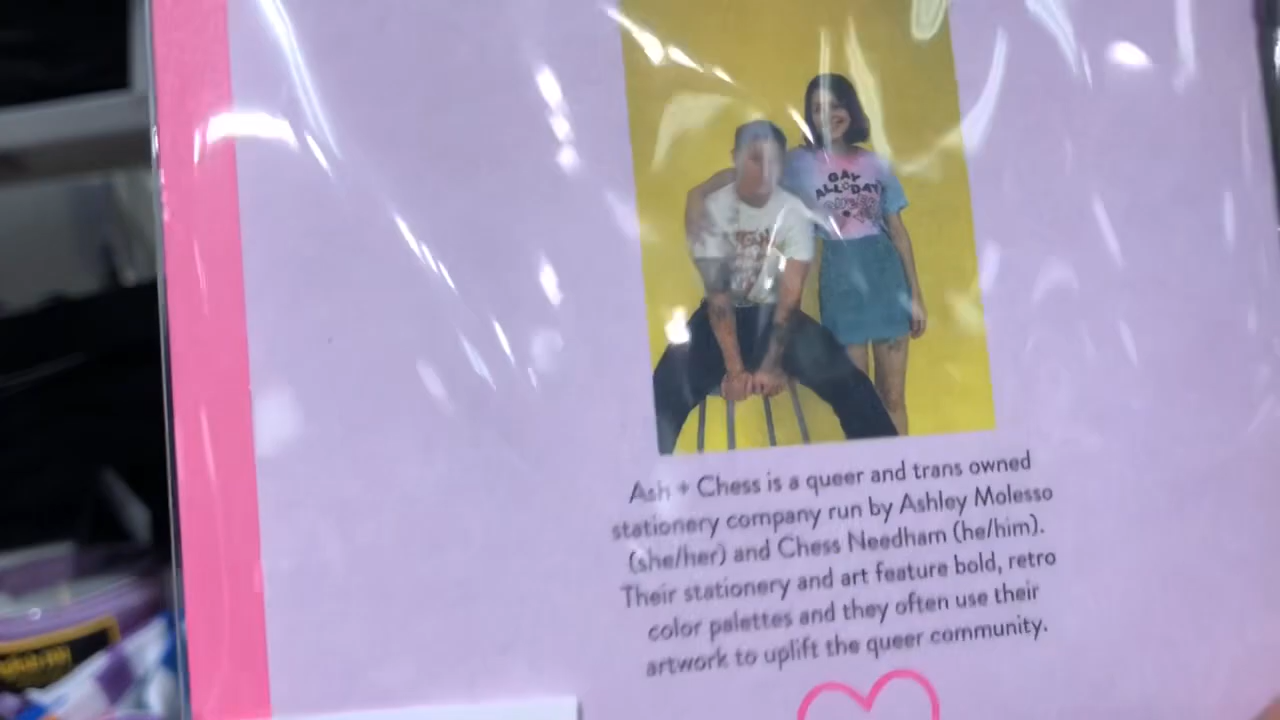 GAY
ALL DAY
Ash + Chess is a queer and trans owned
stationery company run by Ashley Molesso
(she/her) and Chess Needham (he/him).
Their stationery and art feature bold, retro
color palettes and they often use their
artwork to uplift the queer community.